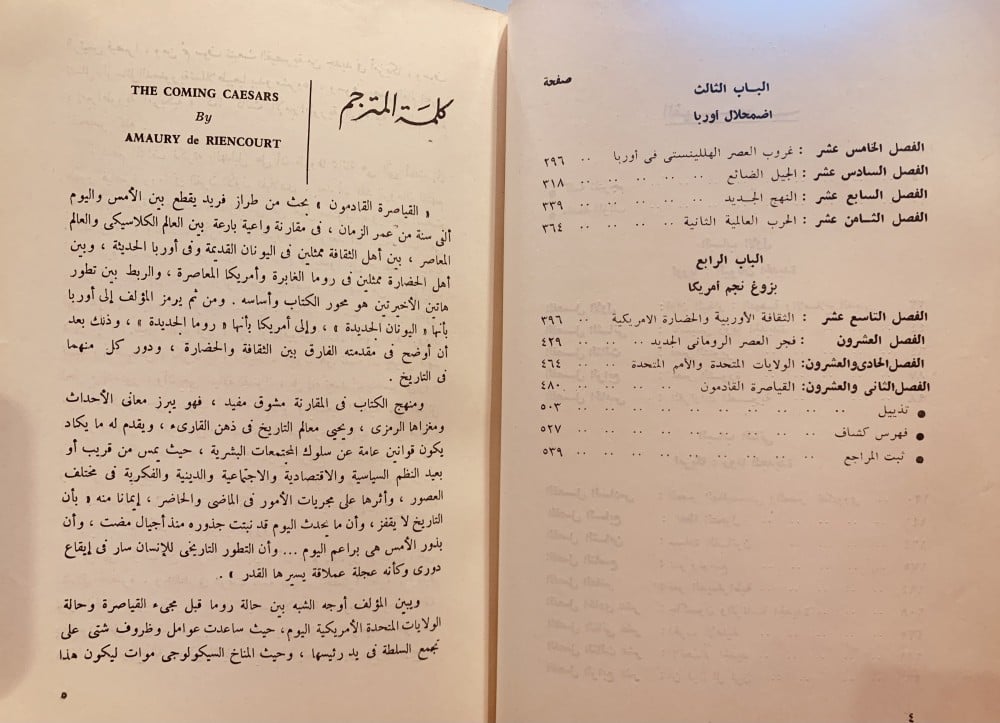 الباب الثالث
صفحة
اضمحلال أوربا
الفصل الخامس عشر : غروب العصر الهللينستى فى أوربا .. .. ٢٩٦
الفصل السادس عشر : الجيل الضائع .. .. .. .. .. ٣١٨
الفصل السابع عشر : النهج الجديد .. .. .. .. .. ٣٣٩
الفصل الثامن عشر : الحرب العالمية الثانية .. .. .. .. ٣٦٤
الباب الرابع
بزوغ نجم أمريكا
الفصل التاسع عشر : الثقافة الأوربية والحضارة الامريكية .. .. ٣٩٦
الفصل العشرون : فجر العصر الرومانى الجديد .. .. .. ٤٢٩
الفصل الحادى والعشرون: الولايات المتحدة والأمم المتحدة .. .. ٤٦٤
الفصل الثانى والعشرون: القياصرة القادمون .. .. .. .. ٤٨٠
• تذييل .. .. .. .. .. .. .. .. ٥٠٣
• فهرس كشاف .. .. .. .. .. .. .. ٥٢٧
• ثبت المراجع .. .. .. .. .. .. .. ٥٣٩
٤
كلمة المترجم
THE COMING CAESARS
By
AMAURY de RIENCOURT
« القياصرة القادمون » بحث من طراز فريد يقطع بين الأمس واليوم
ألفى سنة من عمر الزمان ، فى مقارنة واعية بارعة بين العالم الكلاسيكى والعالم
المعاصر ، بين أهل الثقافة ممثلين فى اليونان القديمة وفى أوربا الحديثة ، وبين
أهل الحضارة ممثلين فى روما الغابرة وأمريكا المعاصرة ، والربط بين تطور
هاتين الأخيرتين هو محور الكتاب وأساسه . ومن ثم يرمز المؤلف إلى أوربا
بأنها « اليونان الجديدة » ، وإلى أمريكا بأنها « روما الجديدة » ، وذلك بعد
أن أوضح فى مقدمته الفارق بين الثقافة والحضارة ، ودور كل منهما
فى التاريخ .
ومنهج الكتاب فى المقارنة مشوق مفيد ، فهو يبرز معانى الأحداث
ومغزاها الرمزى ، ويحيى معالم التاريخ فى ذهن القارىء ، ويقدم له ما يكاد
يكون قوانين عامة عن سلوك المجتمعات البشرية ، حيث يمس من قريب أو
بعيد النظم السياسية والاقتصادية والاجتماعية والدينية والفكرية فى مختلف
العصور ، وأثرها على مجريات الأمور فى الماضى والحاضر ، إيمانا منه « بأن
التاريخ لا يقفز ، وأن ما يحدث اليوم قد نبتت جذوره منذ أجيال مضت ، وأن
بذور الأمس هى براعم اليوم ... وأن التطور التاريخى للإنسان سار فى إيقاع
دورى وكأنه عجلة عملاقة يسيرها القدر » .
ويبين المؤلف أوجه الشبه بين حالة روما قبل مجىء القياصرة وحالة
الولايات المتحدة الأمريكية اليوم، حيث ساعدت عوامل وظروف شتى على
تجمع السلطة فى يد رئيسها ، وحيث المناخ السيكولوجى موات ليكون هذا
٥